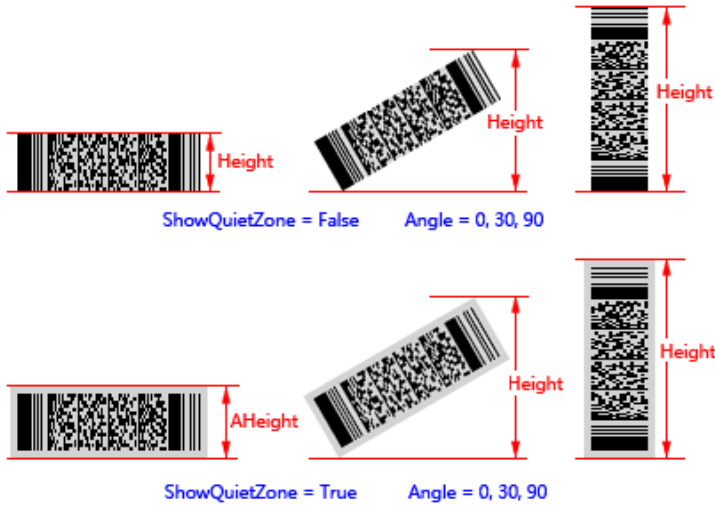 Height
Height
Height
ShowQuietZone = False
Angle = 0, 30, 90
AHeight
Height
Height
ShowQuietZone = True
Angle = 0, 30, 90